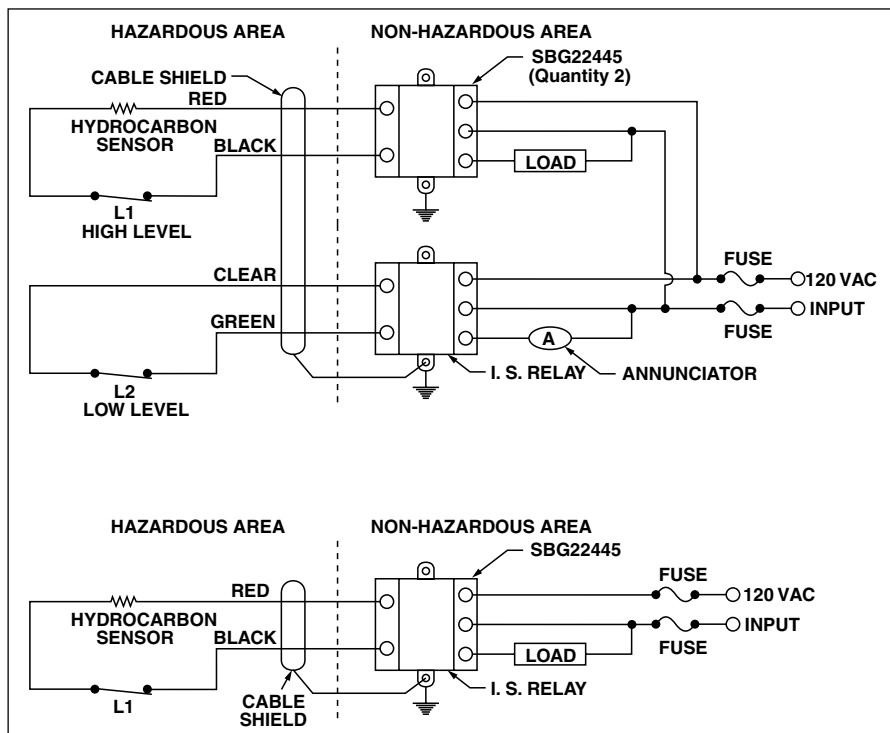 HAZARDOUS AREA
NON-HAZARDOUS AREA
SBG22445
(Quantity 2)
CABLE SHIELD
RED
HYDROCARBON
SENSOR
BLACK
LOAD
L1
HIGH LEVEL
CLEAR
FUSE
120 VAC
INPUT
FUSE
GREEN
A
I. S. RELAY
ANNUNCIATOR
L2
LOW LEVEL
HAZARDOUS AREA
NON-HAZARDOUS AREA
SBG22445
RED
FUSE
120 VAC
HYDROCARBON
SENSOR
BLACK
INPUT
FUSE
LOAD
L1
CABLE
SHIELD
I. S. RELAY